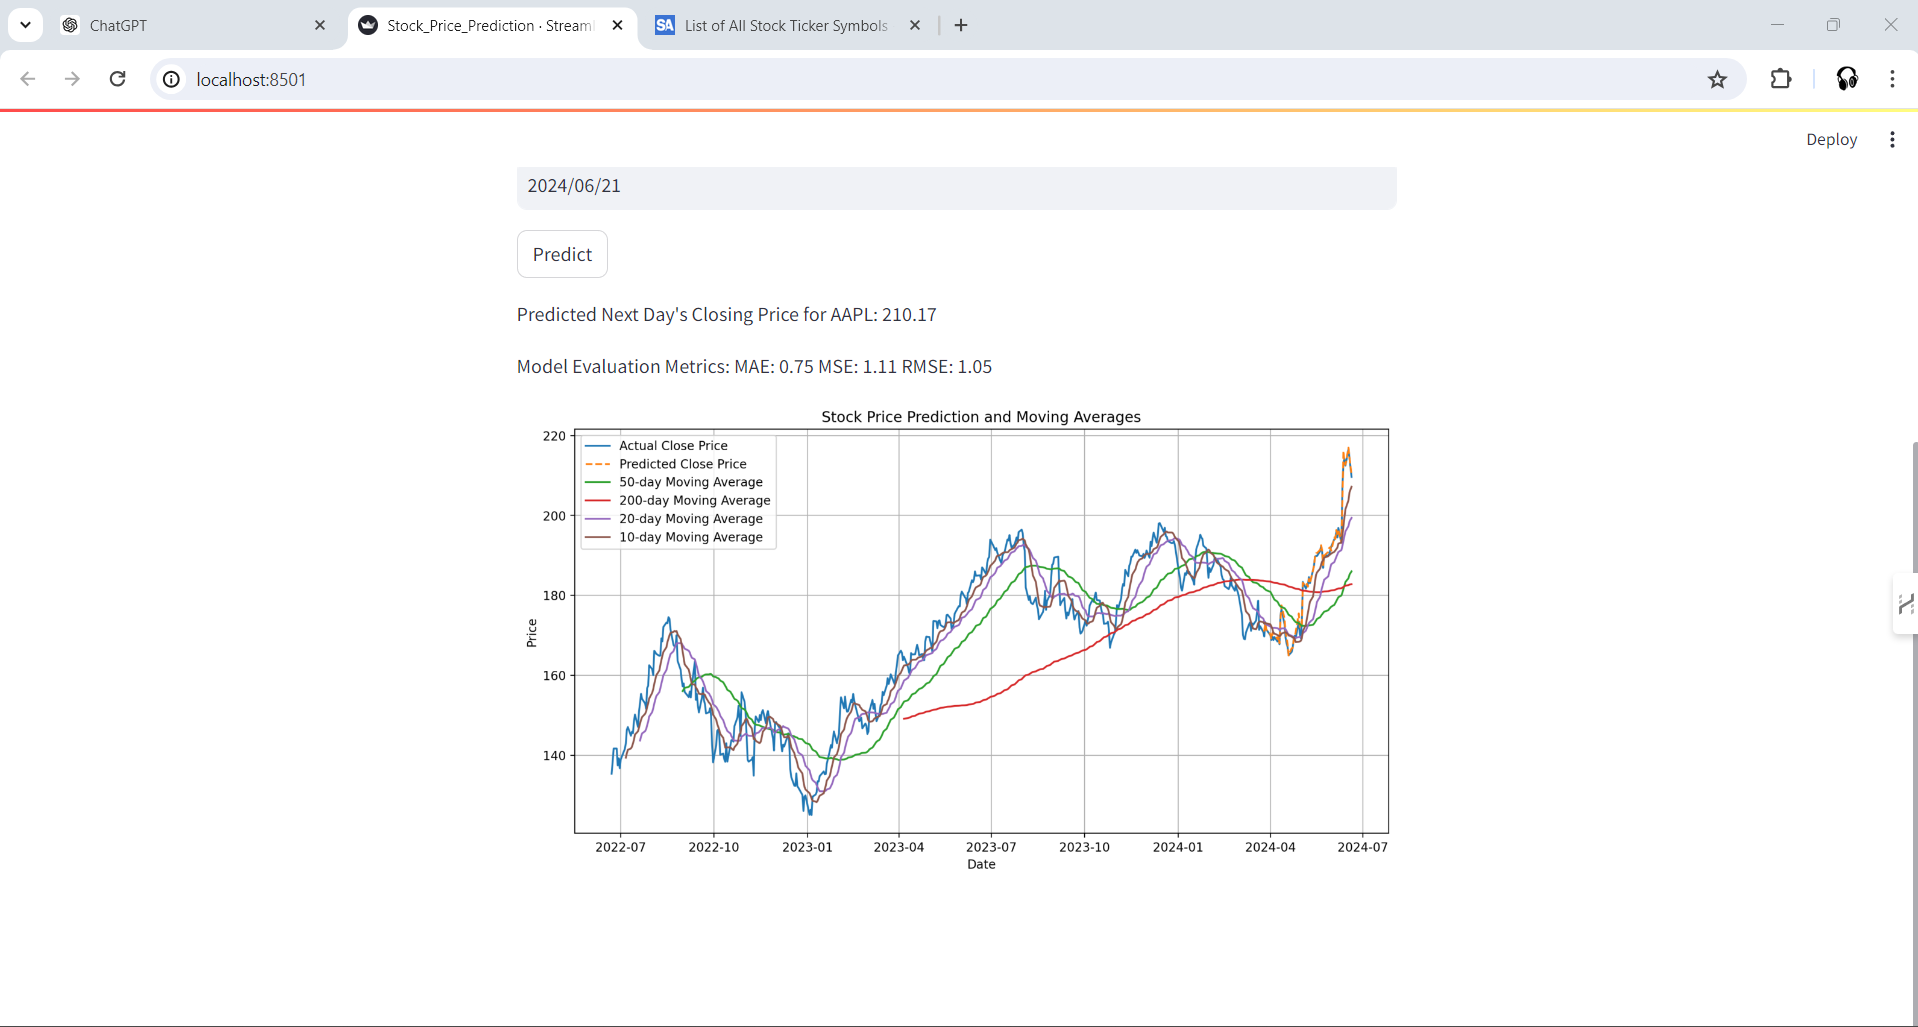 ChatGPT
Stock_Price_Prediction · Stream
List of All Stock Ticker Symbols
localhost:8501
Deploy
2024/06/21
Predict
Predicted Next Day's Closing Price for AAPL: 210.17
Model Evaluation Metrics: MAE: 0.75 MSE: 1.11 RMSE: 1.05
Stock Price Prediction and Moving Averages
Actual Close Price
Predicted Close Price
50-day Moving Average
200-day Moving Average
20-day Moving Average
10-day Moving Average
220
200
180
160
140
Price
2022-07 2022-10 2023-01 2023-04 2023-07 2023-10 2024-01 2024-04 2024-07
Date
SA